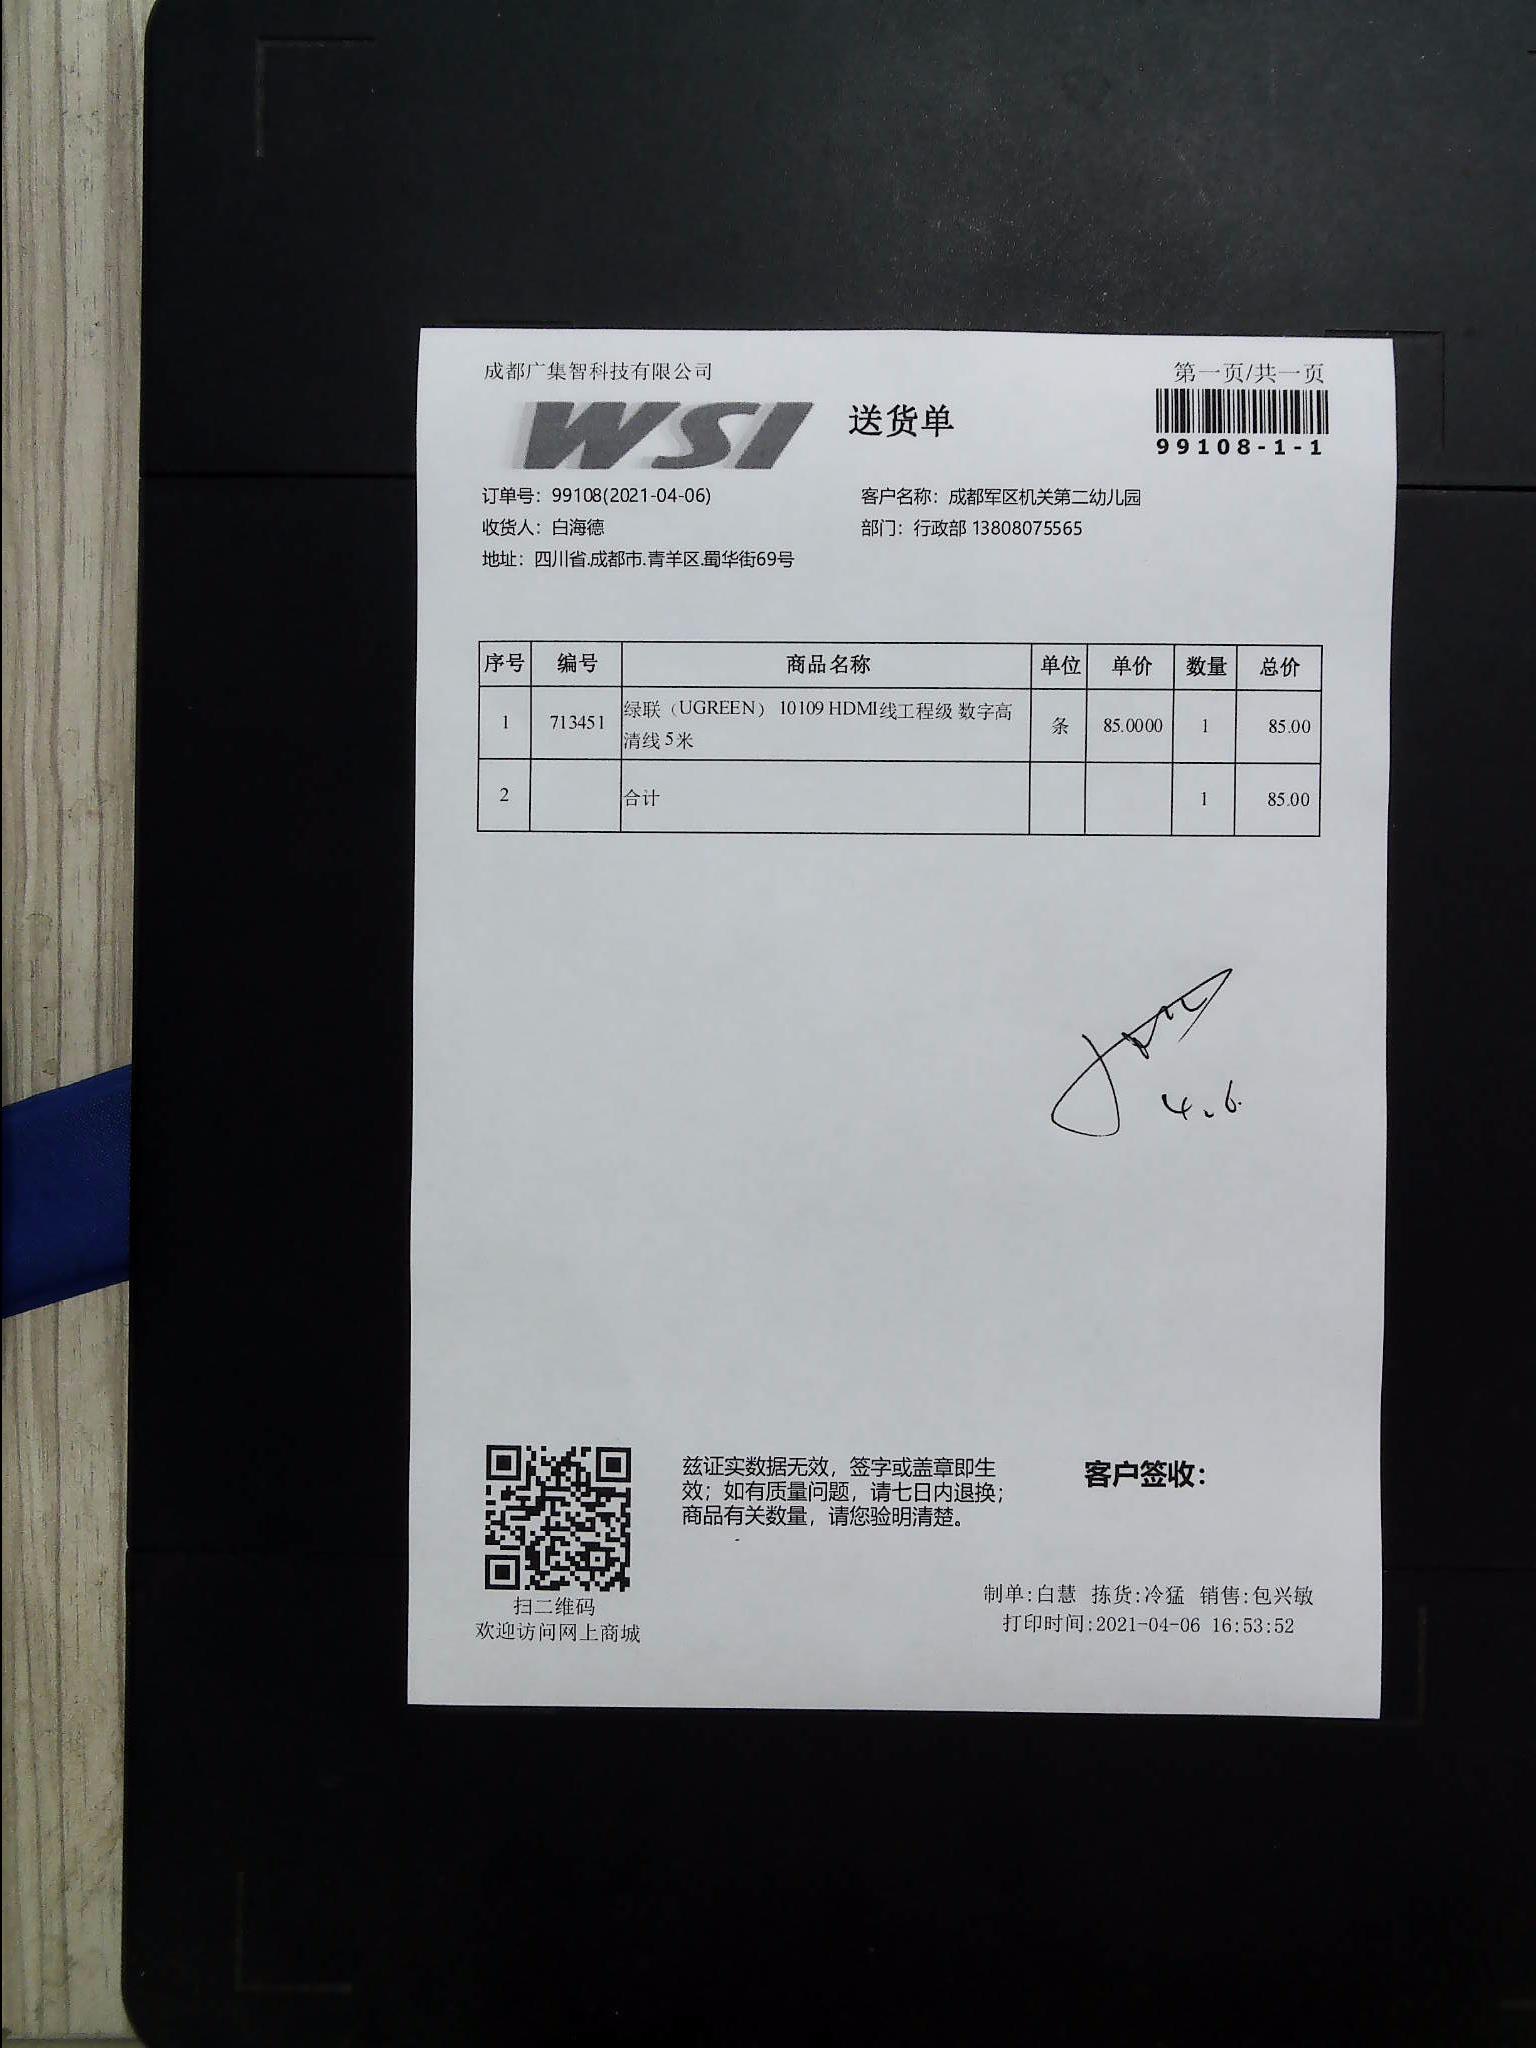 成都广集智科技有限公司
第一页/共一页
WSI
送货单
99108-1-1
订单号：99108(2021-04-06)
客户名称：成都军区机关第二幼儿园
收货人：白海德
部门：行政部 13808075565
地址：四川省.成都市.青羊区.蜀华街69号
序号 编号 商品名称 单位 单价 数量 总价
1 713451 绿联（UGREEN） 10109 HDMI线工程级 数字高 条 85.0000 1 85.00
清线 5米
2 合计 1 85.00
4.6.
兹证实数据无效，签字或盖章即生
效；如有质量问题，请七日内退换；
商品有关数量，请您验明清楚。
客户签收：
扫二维码
欢迎访问网上商城
制单:白慧 拣货:冷猛 销售:包兴敏
打印时间:2021-04-06 16:53:52